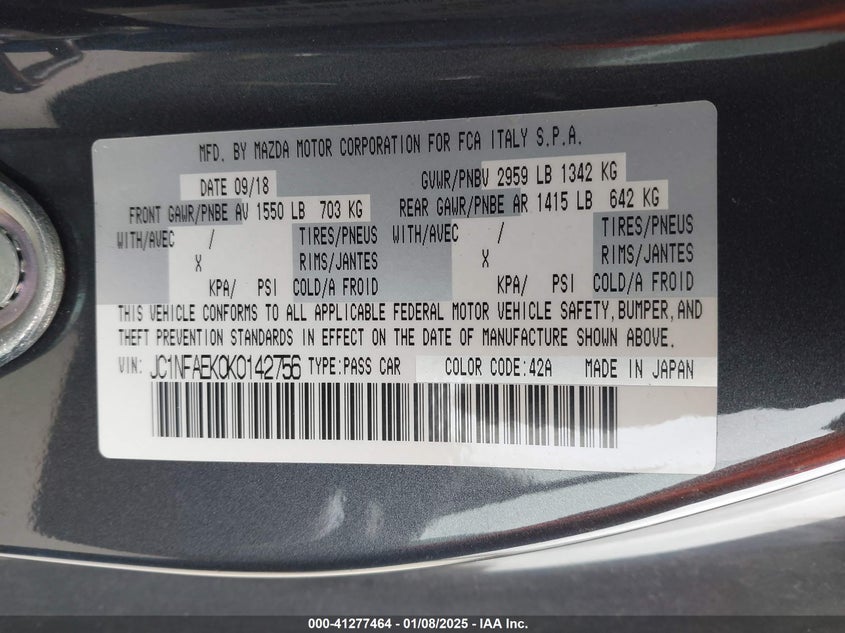 MFD. BY MAZDA MOTOR CORPORATION FOR FCA ITALY S.P.A.
DATE 09/18 GVWR/PNBV 2959 LB 1342 KG
FRONT GAWR/PNBE AV 1550 LB 703 KG REAR GAWR/PNBE AR 1415 LB 642 KG
WITH/AVEC / TIRES/PNEUS WITH/AVEC / TIRES/PNEUS
X RIMS/JANTES X RIMS/JANTES
KPA/ PSI COLD/A FROID KPA/ PSI COLD/A FROID
THIS VEHICLE CONFORMS TO ALL APPLICABLE FEDERAL MOTOR VEHICLE SAFETY, BUMPER, AND
THEFT PREVENTION STANDARDS IN EFFECT ON THE DATE OF MANUFACTURE SHOWN ABOVE.
VIN: JC1NFAEK0K0142756 TYPE:PASS CAR COLOR CODE:42A MADE IN JAPAN
000-41277464 - 01/08/2025 - IAA Inc.